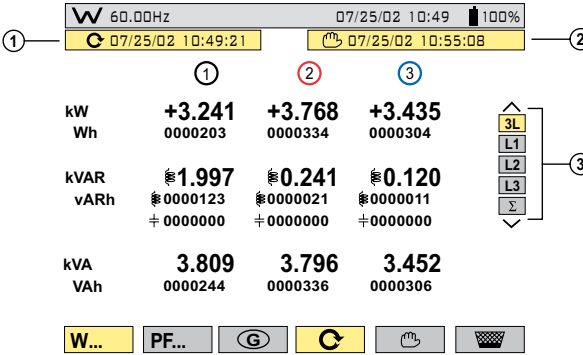 W 60.00Hz 07/25/02 10:49 100%
1 07/25/02 10:49:21 07/25/02 10:55:08 2
1 2 3
kW +3.241 +3.768 +3.435
Wh 0000203 0000334 0000304
3L
L1
L2
L3
Σ
3
kVAR 1.997 0.241 0.120
vARh 0000123 0000021 0000011
0000000 0000000 0000000
kVA 3.809 3.796 3.452
VAh 0000244 0000336 0000306
W... PF... G